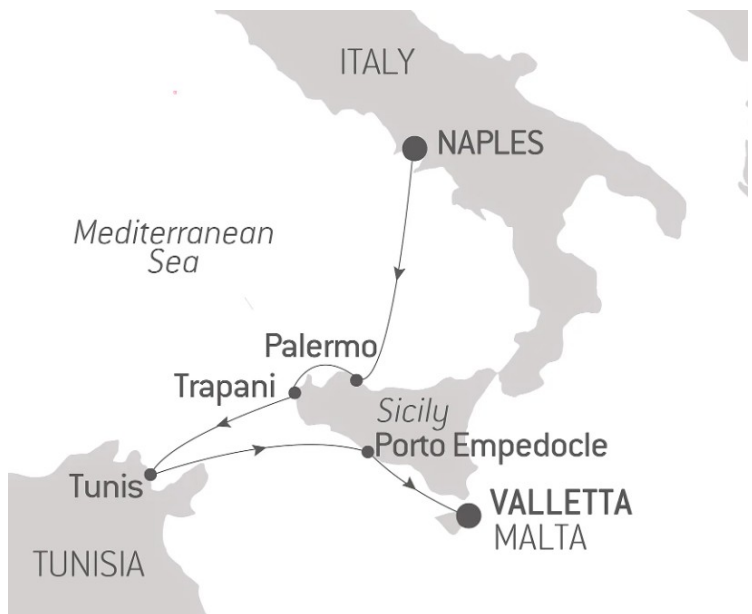 ITALY
NAPLES
Mediterranean
Sea
Palermo
Trapani
Sicily
Porto Empedocle
Tunis
VALLETTA
MALTA
TUNISIA